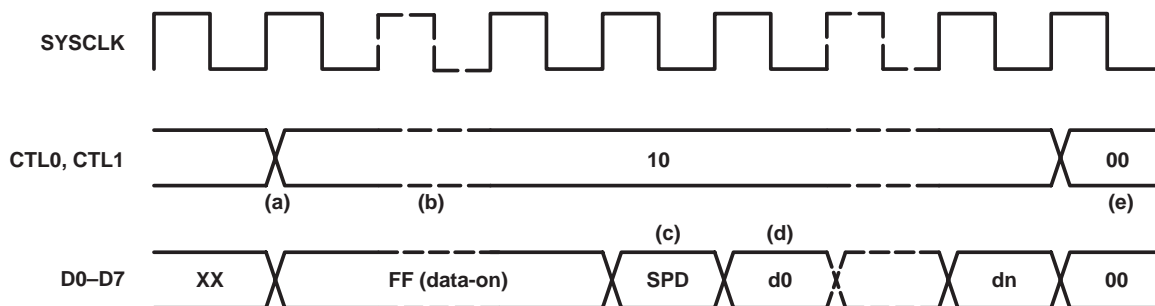 SYSCLK
CTL0, CTL1
10
00
(a)
(b)
(e)
(c)
(d)
D0–D7
XX
FF (data-on)
SPD
d0
dn
00